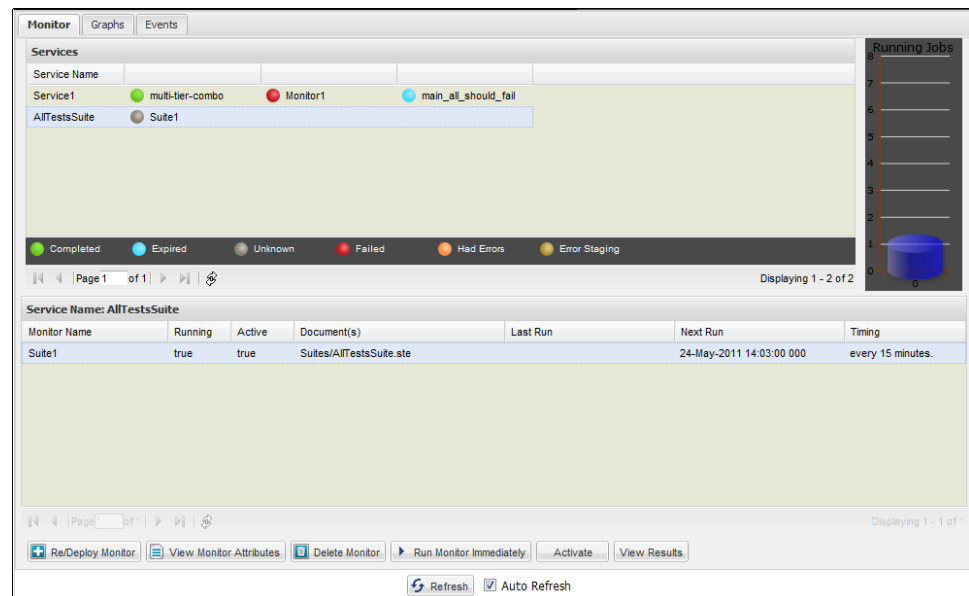 Monitor Graphs Events
Services
Service Name
Service1 multi-tier-combo Monitor1 main_all_should_fail
AllTestsSuite Suite1
Completed Expired Unknown Failed Had Errors Error Staging
Page 1 of 1 Displaying 1 - 2 of 2
Running Jobs
8
7
6
5
4
3
2
1
0
0
Service Name: AllTestsSuite
Monitor Name Running Active Document(s) Last Run Next Run Timing
Suite1 true true Suites/AllTestsSuite.ste 24-May-2011 14:03:00 000 every 15 minutes.
Page of Displaying 1 - 1 of
Re/Deploy Monitor View Monitor Attributes Delete Monitor Run Monitor Immediately Activate View Results
Refresh Auto Refresh